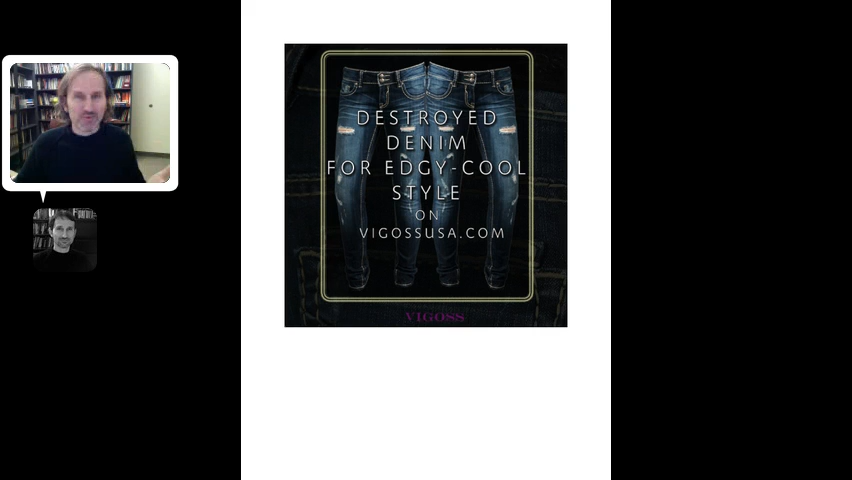 DESTROYED
DENIM
FOR EDGY-COOL
STYLE
ON
VIGOSSUSA.COM
VIGOSS